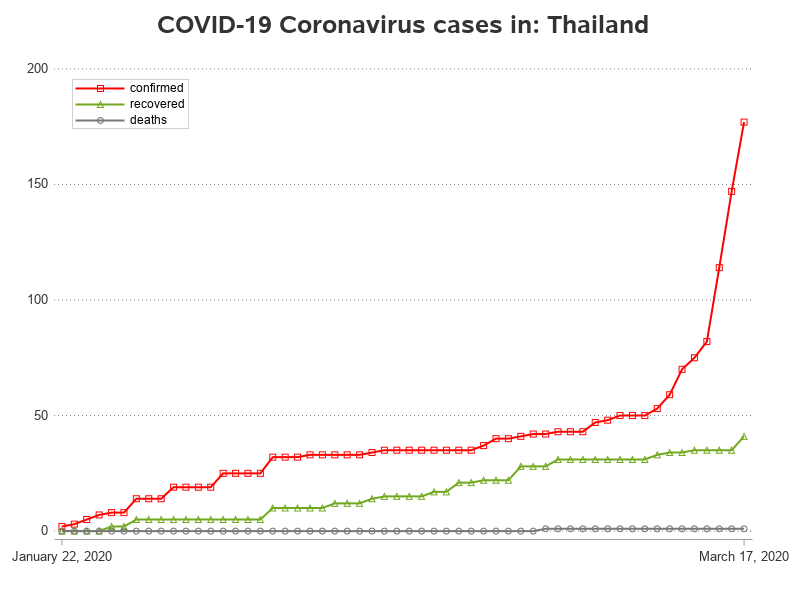 COVID-19 Coronavirus cases in: Thailand
200
confirmed
recovered
deaths
150
100
50
0
January 22, 2020
March 17, 2020